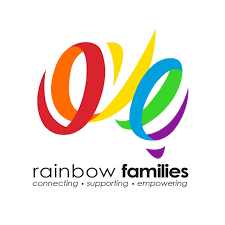 rainbow families
connecting • supporting • empowering